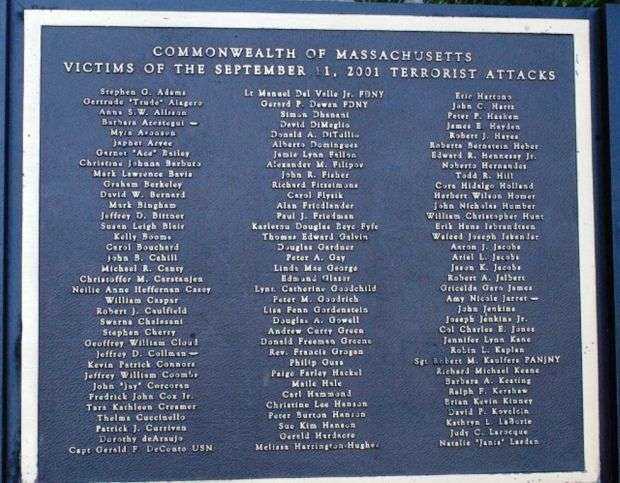 COMMONWEALTH OF MASSACHUSETTS
VICTIMS OF THE SEPTEMBER 11, 2001 TERRORIST ATTACKS
Stephen G. Adams
Gertrude "Trude" Alagero
Anna S.W. Allison
Barbara Arestegui
Myra Aronson
Japhet Aryee
Garnet "Ace" Bailey
Christine Johnna Barbuto
Mark Lawrence Bavis
Graham Berkeley
David W. Bernard
Mark Bingham
Jeffrey D. Bittner
Susan Leigh Blair
Kelly Booms
Carol Bouchard
John B. Cahill
Michael R. Canty
Christoffer M. Carstanjen
Neilie Anne Heffernan Casey
William Caspar
Robert J. Caulfield
Swarna Chalasani
Stephen Cherry
Geoffrey William Cloud
Jeffrey D. Collman
Kevin Patrick Connors
Jeffrey William Coombs
John "Jay" Corcoran
Fredrick John Cox Jr.
Tara Kathleen Creamer
Thelma Cuccinello
Patrick J. Currivan
Dorothy deAraujo
Capt Gerald F. DeConto USN
Lt Manuel Del Valle Jr. FDNY
Gerard P. Dewan FDNY
Simon Dhanani
David DiMeglio
Donald A. DiTullio
Alberto Dominguez
Jamie Lynn Fallon
Alexander M. Filipov
John R. Fisher
Richard Fitzsimons
Carol Flyzik
Alan Friedlander
Paul J. Friedman
Karleton Douglas Beye Fyfe
Thomas Edward Galvin
Douglas Gardner
Peter A. Gay
Linda Mae George
Edmund Glazer
Lynn Catherine Goodchild
Peter M. Goodrich
Lisa Fenn Gordenstein
Douglas A. Gowell
Andrew Curry Green
Donald Freeman Greene
Rev. Francis Grogan
Philip Guza
Paige Farley Hackel
Maile Hale
Carl Hammond
Christine Lee Hanson
Peter Burton Hanson
Sue Kim Hanson
Gerald Hardacre
Melissa Harrington-Hughes
Eric Hartono
John C. Hartz
Peter P. Hashem
James E. Hayden
Robert J. Hayes
Roberta Bernstein Heber
Edward R. Hennessy Jr.
Norberto Hernandez
Todd R. Hill
Cora Hidalgo Holland
Herbert Wilson Homer
John Nicholas Humber
William Christopher Hunt
Erik Hans Isbrandtsen
Waleed Joseph Iskandar
Aaron J. Jacobs
Ariel L. Jacobs
Jason K. Jacobs
Robert A. Jalbert
Gricelda Garo James
Amy Nicole Jarret
John Jenkins
Joseph Jenkins Jr.
Col Charles E. Jones
Jennifer Lynn Kane
Robin L. Kaplan
Sgt Robert M. Kaulfers PANJNY
Richard Michael Keane
Barbara A. Keating
Ralph F. Kershaw
Brian Kevin Kinney
David P. Kovalcin
Kathryn L. LaBorie
Judy C. Larocque
Natalie "Janis" Lasden